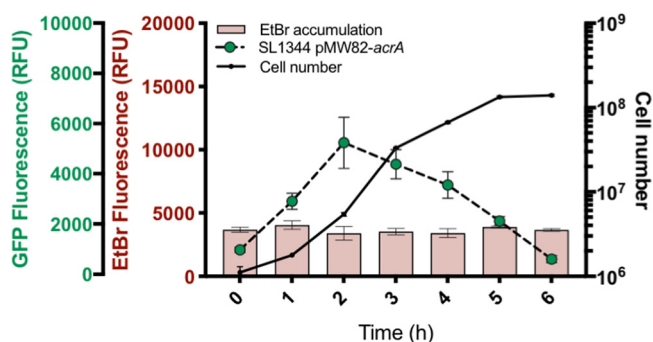 GFP Fluorescence (RFU)
10000
8000
6000
4000
2000
0
EtBr Fluorescence (RFU)
20000
15000
10000
5000
0
EtBr accumulation
SL1344 pMW82-acrA
Cell number
10⁹
10⁸
10⁷
10⁶
Cell number
0 1 2 3 4 5 6
Time (h)